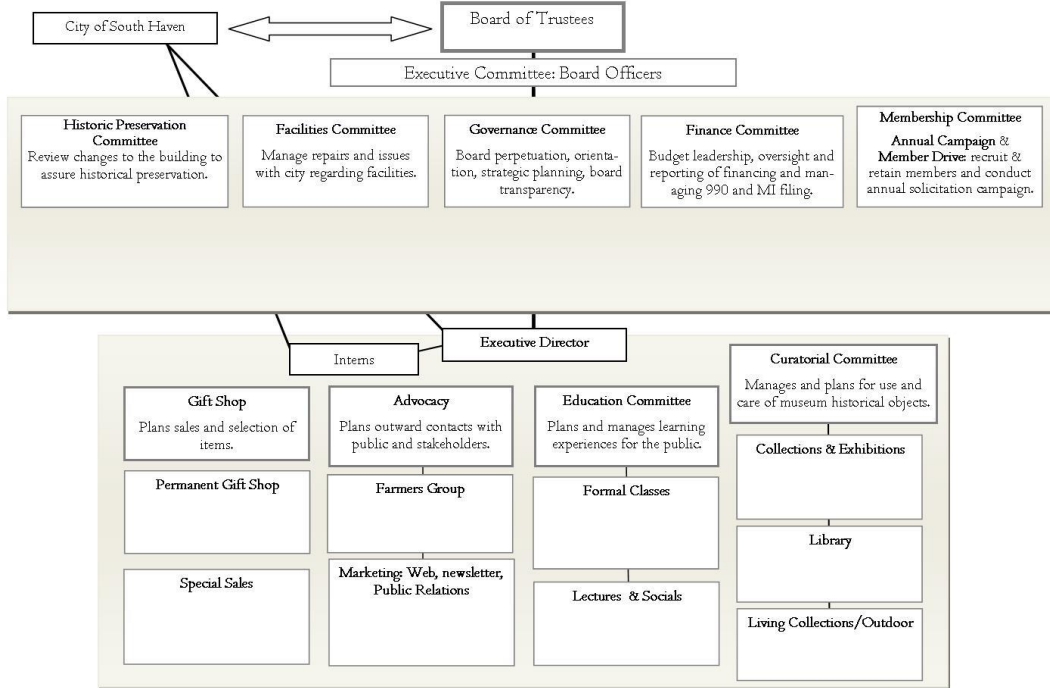 City of South Haven
Board of Trustees
Executive Committee: Board Officers
Historic Preservation
Committee
Review changes to the building to
assure historical preservation.
Facilities Committee
Manage repairs and issues
with city regarding facilities.
Governance Committee
Board perpetuation, orienta-
tion, strategic planning, board
transparency.
Finance Committee
Budget leadership, oversight and
reporting of financing and man-
aging 990 and MI filing.
Membership Committee
Annual Campaign &
Member Drive: recruit &
retain members and conduct
annual solicitation campaign.
Executive Director
Interns
Gift Shop
Plans sales and selection of
items.
Permanent Gift Shop
Special Sales
Advocacy
Plans outward contacts with
public and stakeholders.
Farmers Group
Marketing: Web, newsletter,
Public Relations
Education Committee
Plans and manages learning
experiences for the public.
Formal Classes
Lectures & Socials
Curatorial Committee
Manages and plans for use and
care of museum historical objects.
Collections & Exhibitions
Library
Living Collections/Outdoor